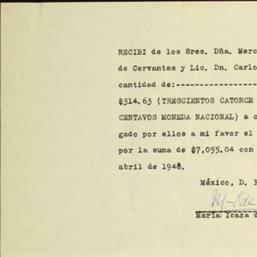 RECIBI de los Sres. Dña. Merc
de Cervantes y Lic. Dn. Carlo
cantidad de:--------------------
$314.63 (TRESCIENTOS CATORCE
CENTAVOS MONEDA NACIONAL) a c
gado por ellos a mi favor el
por la suma de $7,055.04 con
abril de 1948.
México, D. F
María Icaza d